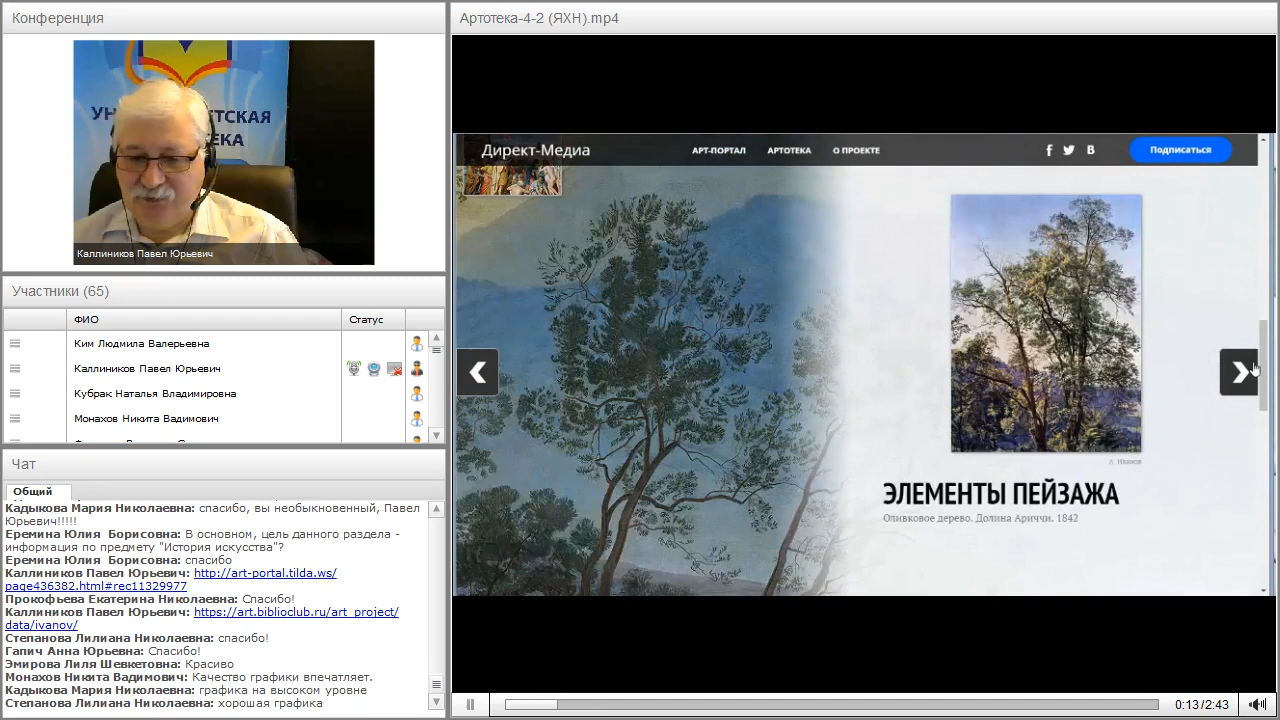 Конференция
УН
ЕТСКАЯ
ТЕКА
Каллиников Павел Юрьевич
Участники (65)
ФИО
Статус
Ким Людмила Валерьевна
Каллиников Павел Юрьевич
Кубрак Наталья Владимировна
Монахов Никита Вадимович
Чат
Общий
Кадыкова Мария Николаевна: спасибо, вы необыкновенный, Павел
Юрьевич!!!!!
Еремина Юлия Борисовна: В основном, цель данного раздела -
информация по предмету "История искусства"?
Еремина Юлия Борисовна: спасибо
Каллиников Павел Юрьевич: http://art-portal.tilda.ws/
page436382.html#rec11329977
Прокофьева Екатерина Николаевна: Спасибо!
Каллиников Павел Юрьевич: https://art.biblioclub.ru/art_project/
data/ivanov/
Степанова Лилиана Николаевна: спасибо!
Гапич Анна Юрьевна: Спасибо!
Эмирова Лиля Шевкетовна: Красиво
Монахов Никита Вадимович: Качество графики впечатляет.
Кадыкова Мария Николаевна: графика на высоком уровне
Степанова Лилиана Николаевна: хорошая графика
Артотека-4-2 (ЯХН).mp4
Директ-Медиа
АРТ-ПОРТАЛ
АРТОТЕКА
О ПРОЕКТЕ
Подписаться
А. Иванов
ЭЛЕМЕНТЫ ПЕЙЗАЖА
Оливковое дерево. Долина Ариччи. 1842
0:13/2:43